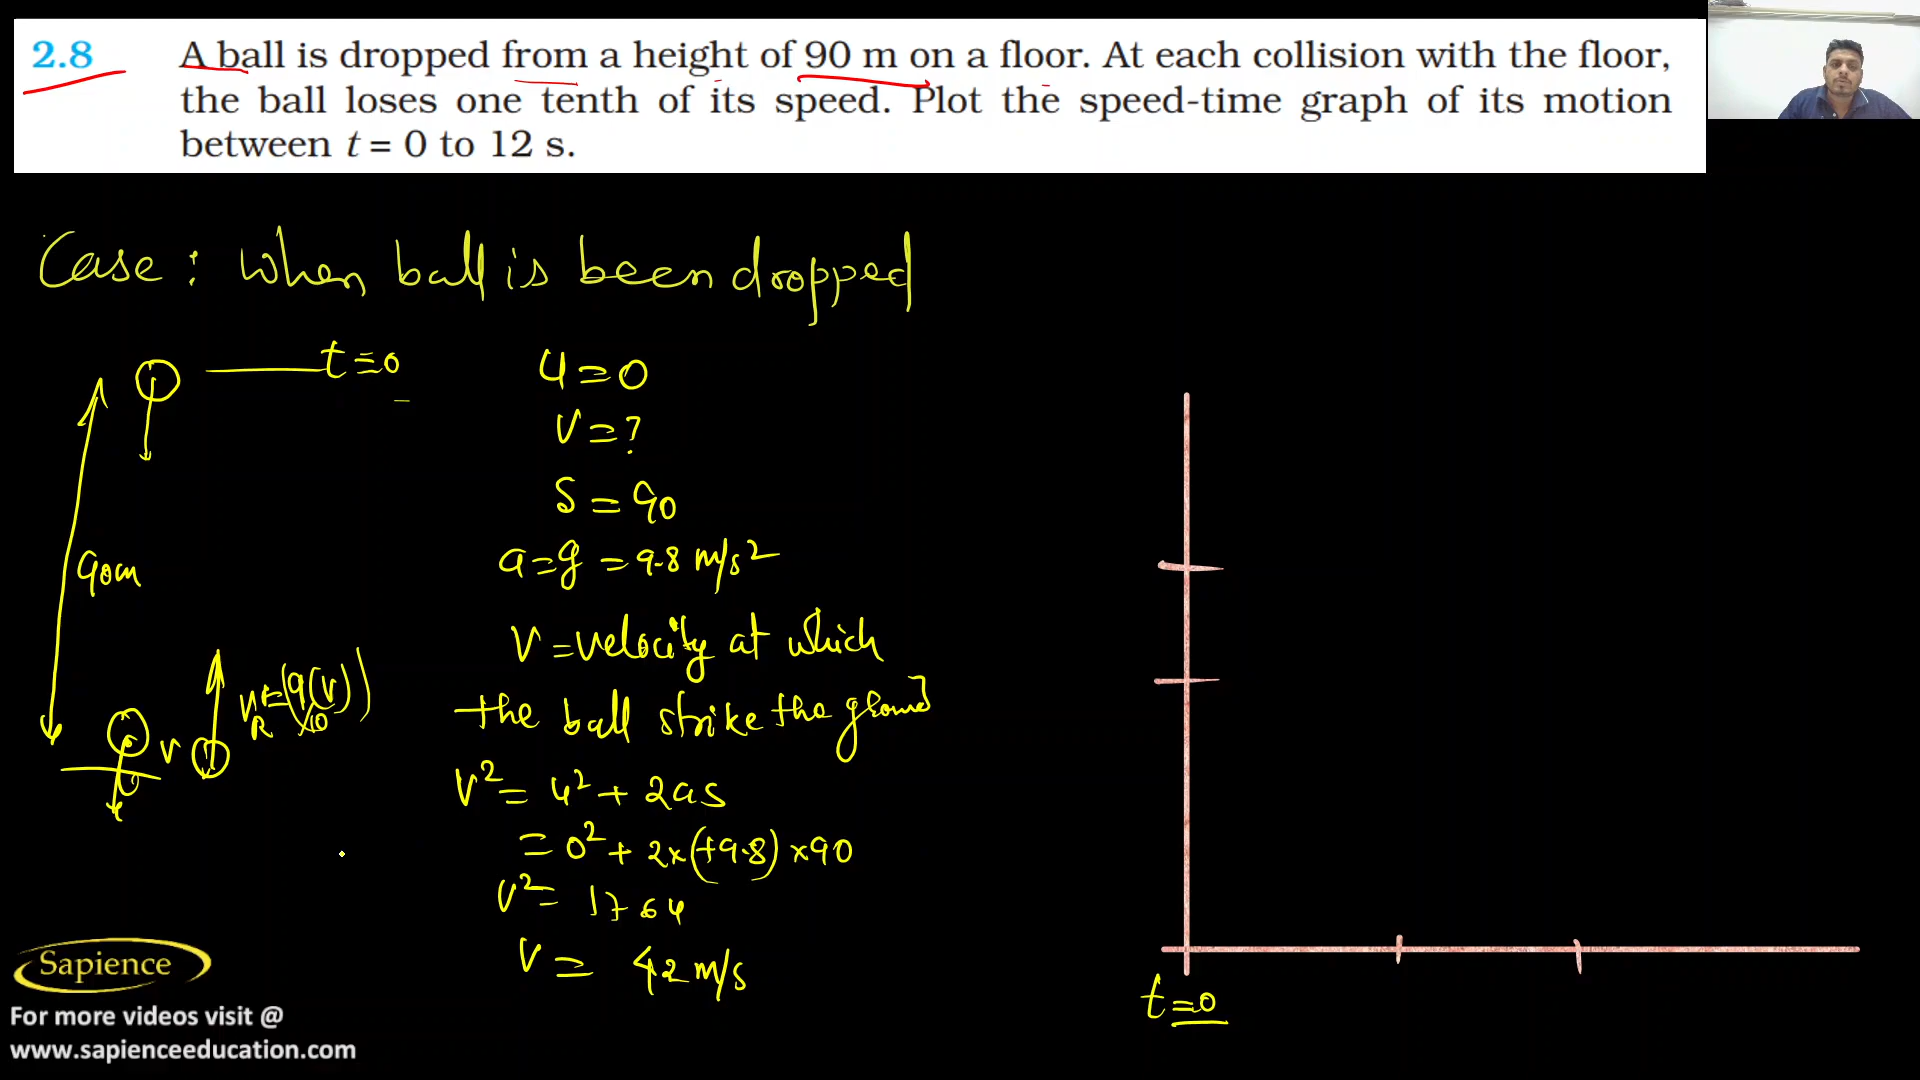 2.8 A ball is dropped from a height of 90 m on a floor. At each collision with the floor,
the ball loses one tenth of its speed. Plot the speed-time graph of its motion
between t = 0 to 12 s.
Case : When ball is been dropped
t = 0
90m
V
u = 0
V = ?
S = 90
a = g = 9.8 m/s²
V = velocity at which
the ball strike the ground
V² = u² + 2as
= 0² + 2 × (+9.8) × 90
V² = 1764
V = 42 m/s
t = 0
Sapience
For more videos visit @
www.sapienceeducation.com